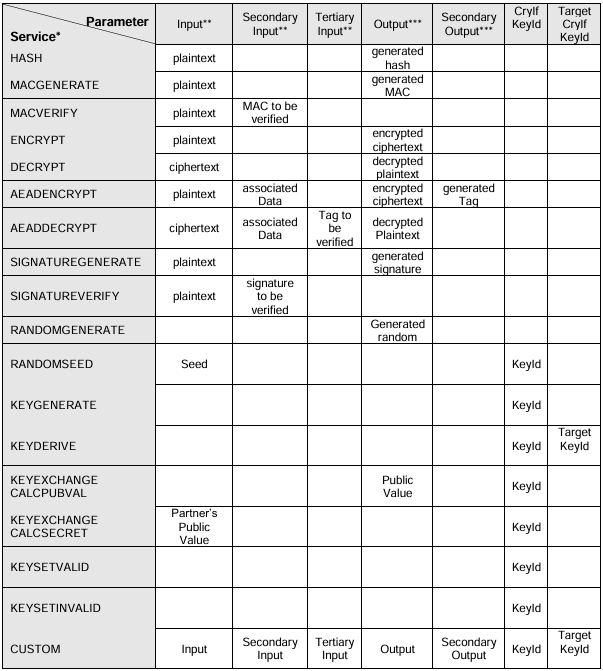 Parameter
Service*
Input**
Secondary
Input**
Tertiary
Input**
Output***
Secondary
Output***
CryIf
KeyId
Target
CryIf
KeyId
HASH
plaintext
generated
hash
MACGENERATE
plaintext
generated
MAC
MACVERIFY
plaintext
MAC to be
verified
ENCRYPT
plaintext
encrypted
ciphertext
DECRYPT
ciphertext
decrypted
plaintext
AEADENCRYPT
plaintext
associated
Data
encrypted
ciphertext
generated
Tag
AEADDECRYPT
ciphertext
associated
Data
Tag to
be
verified
decrypted
Plaintext
SIGNATUREGENERATE
plaintext
generated
signature
SIGNATUREVERIFY
plaintext
signature
to be
verified
RANDOMGENERATE
Generated
random
RANDOMSEED
Seed
KeyId
KEYGENERATE
KeyId
KEYDERIVE
KeyId
Target
KeyId
KEYEXCHANGE
CALCPUBVAL
Public
Value
KeyId
KEYEXCHANGE
CALCSECRET
Partner's
Public
Value
KeyId
KEYSETVALID
KeyId
KEYSETINVALID
KeyId
CUSTOM
Input
Secondary
Input
Tertiary
Input
Output
Secondary
Output
KeyId
Target
KeyId